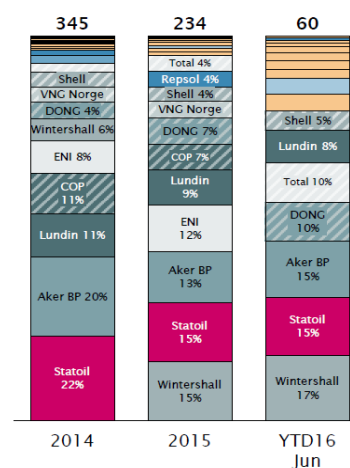 345
234
60
Shell
VNG Norge
DONG 4%
Wintershall 6%
ENI 8%
COP
11%
Lundin 11%
Aker BP 20%
Statoil
22%
Total 4%
Repsol 4%
Shell 4%
VNG Norge
DONG 7%
COP 7%
Lundin
9%
ENI
12%
Aker BP
13%
Statoil
15%
Wintershall
15%
Shell 5%
Lundin 8%
Total 10%
DONG
10%
Aker BP
15%
Statoil
15%
Wintershall
17%
2014
2015
YTD16
Jun